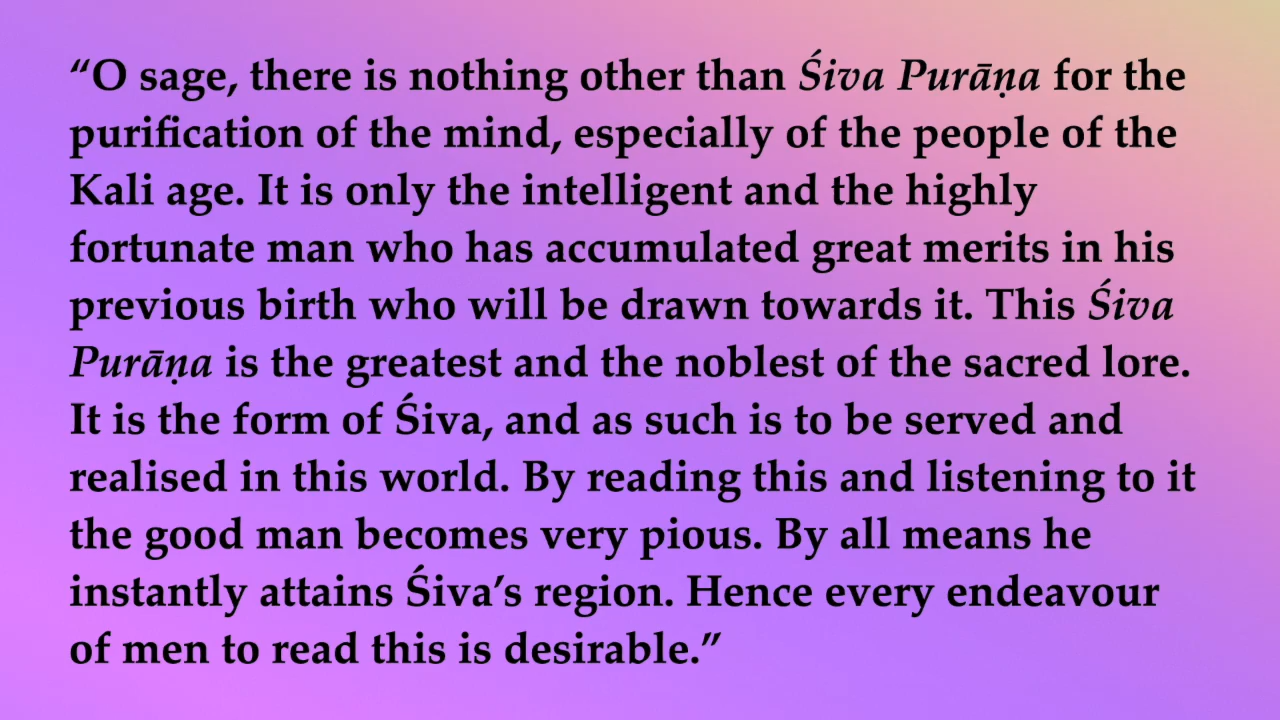 “O sage, there is nothing other than Śiva Purāṇa for the
purification of the mind, especially of the people of the
Kali age. It is only the intelligent and the highly
fortunate man who has accumulated great merits in his
previous birth who will be drawn towards it. This Śiva
Purāṇa is the greatest and the noblest of the sacred lore.
It is the form of Śiva, and as such is to be served and
realised in this world. By reading this and listening to it
the good man becomes very pious. By all means he
instantly attains Śiva’s region. Hence every endeavour
of men to read this is desirable.”